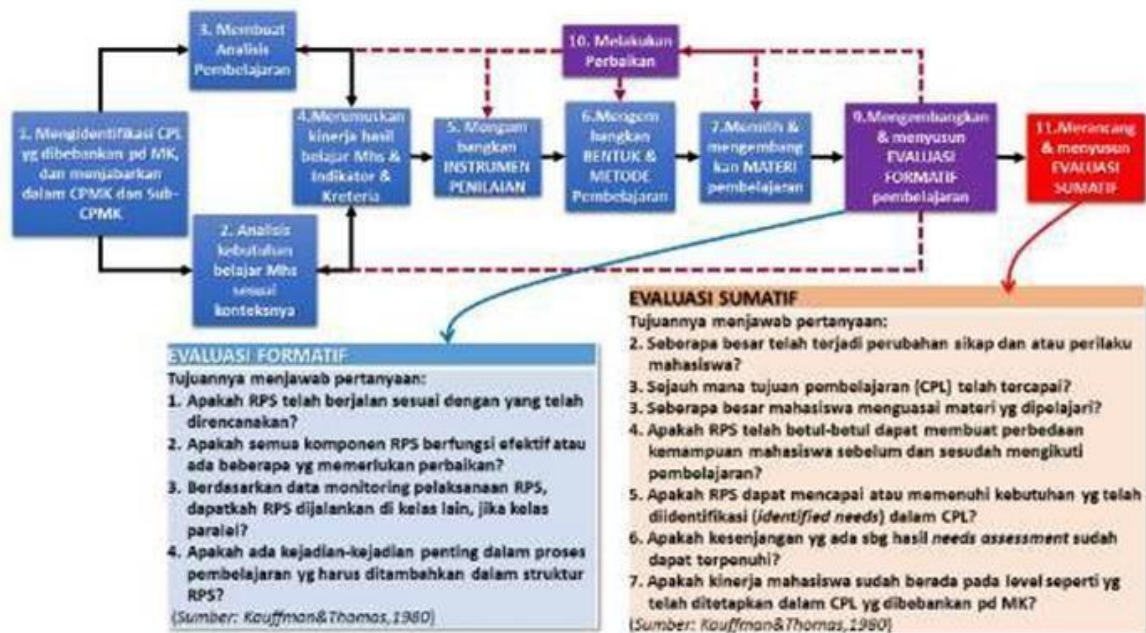 3. Membuat
Analisis
Pembelajaran
10. Melakukan
Perbaikan
1. Mengidentifikasi CPL
yg dibebankan pd MK,
dan menjabarkan
dalam CPMK dan Sub-
CPMK
4.Merumuskan
kinerja hasil
belajar Mhs &
Indikator &
Kreteria
5. Mengem
bangkan
INSTRUMEN
PENILAIAN
6.Mengem
bangkan
BENTUK &
METODE
Pembelajaran
7.Memilih &
mengembang
kan MATERI
pembelajaran
9.Mengembangkan
& menyusun
EVALUASI
FORMATIF
pembelajaran
11.Merancang
& menyusun
EVALUASI
SUMATIF
2. Analisis
kebutuhan
belajar Mhs
sesuai
konteksnya
EVALUASI FORMATIF
Tujuannya menjawab pertanyaan:
1. Apakah RPS telah berjalan sesuai dengan yang telah
direncanakan?
2. Apakah semua komponen RPS berfungsi efektif atau
ada beberapa yg memerlukan perbaikan?
3. Berdasarkan data monitoring pelaksanaan RPS,
dapatkah RPS dijalankan di kelas lain, jika kelas
paralel?
4. Apakah ada kejadian-kejadian penting dalam proses
pembelajaran yg harus ditambahkan dalam struktur
RPS?
(Sumber: Kauffman&Thomas,1980)
EVALUASI SUMATIF
Tujuannya menjawab pertanyaan:
2. Seberapa besar telah terjadi perubahan sikap dan atau perilaku
mahasiswa?
3. Sejauh mana tujuan pembelajaran (CPL) telah tercapai?
3. Seberapa besar mahasiswa menguasai materi yg dipelajari?
4. Apakah RPS telah betul-betul dapat membuat perbedaan
kemampuan mahasiswa sebelum dan sesudah mengikuti
pembelajaran?
5. Apakah RPS dapat mencapai atau memenuhi kebutuhan yg telah
diidentifikasi (identified needs) dalam CPL?
6. Apakah kesenjangan yg ada sbg hasil needs assessment sudah
dapat terpenuhi?
7. Apakah kinerja mahasiswa sudah berada pada level seperti yg
telah ditetapkan dalam CPL yg dibebankan pd MK?
(Sumber: Kauffman&Thomas,1980)